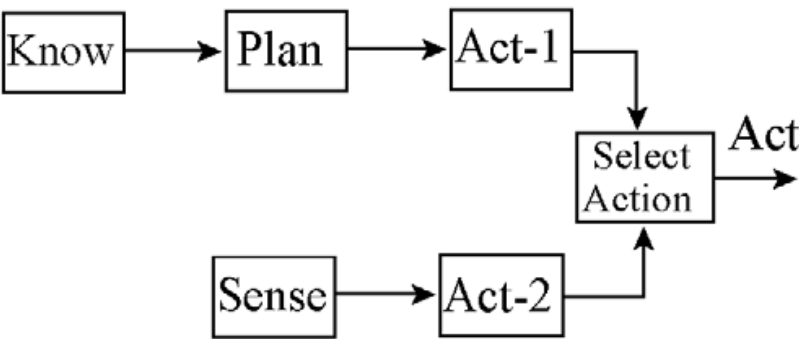 Know
Plan
Act-1
Select
Action
Act
Sense
Act-2